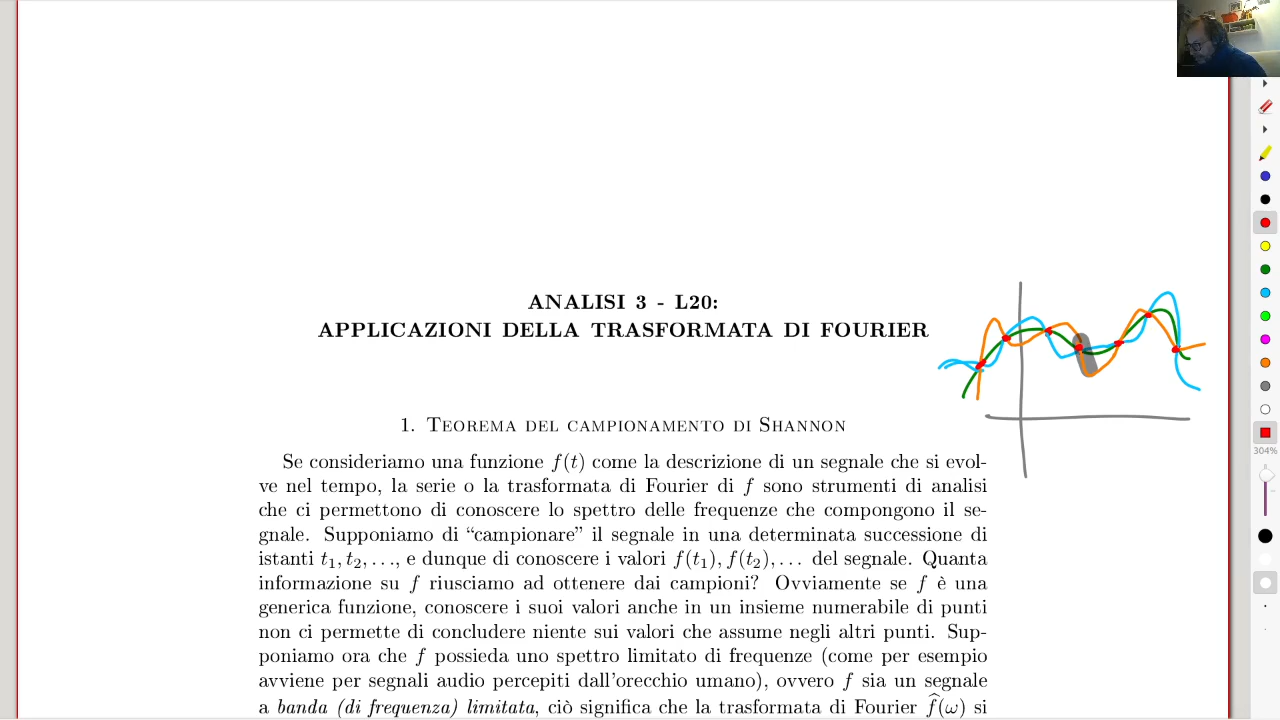 ANALISI 3 - L20:
APPLICAZIONI DELLA TRASFORMATA DI FOURIER
1. Teorema del campionamento di Shannon
Se consideriamo una funzione f(t) come la descrizione di un segnale che si evol-
ve nel tempo, la serie o la trasformata di Fourier di f sono strumenti di analisi
che ci permettono di conoscere lo spettro delle frequenze che compongono il se-
gnale. Supponiamo di “campionare” il segnale in una determinata successione di
istanti t₁, t₂, ..., e dunque di conoscere i valori f(t₁), f(t₂), ... del segnale. Quanta
informazione su f riusciamo ad ottenere dai campioni? Ovviamente se f è una
generica funzione, conoscere i suoi valori anche in un insieme numerabile di punti
non ci permette di concludere niente sui valori che assume negli altri punti. Sup-
poniamo ora che f possieda uno spettro limitato di frequenze (come per esempio
avviene per segnali audio percepiti dall'orecchio umano), ovvero f sia un segnale
a banda (di frequenza) limitata, ciò significa che la trasformata di Fourier f̂(ω) si
304%